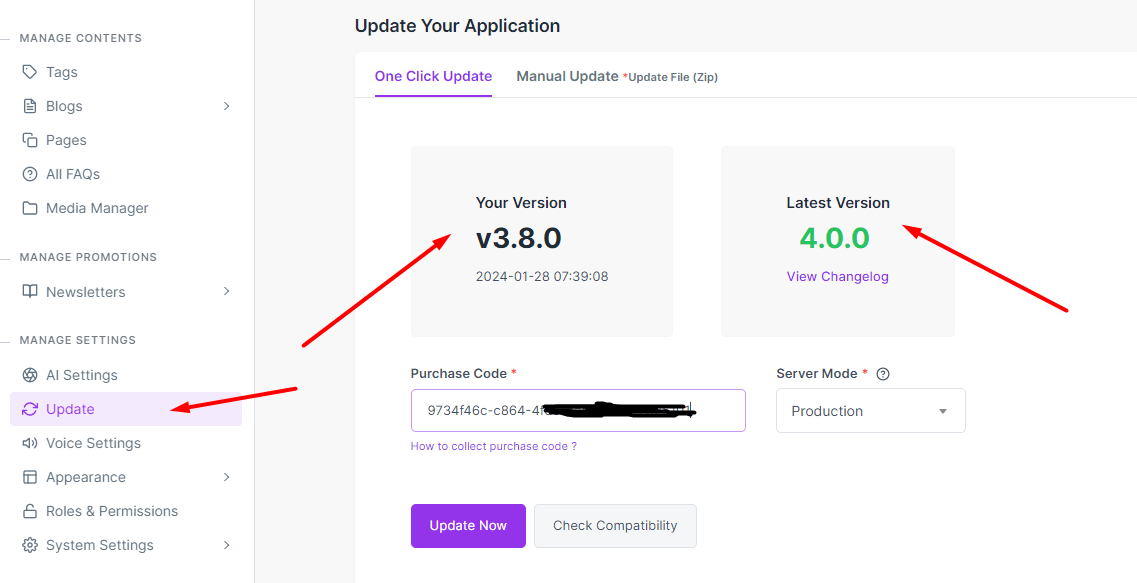 MANAGE CONTENTS
Tags
Blogs
Pages
All FAQs
Media Manager
MANAGE PROMOTIONS
Newsletters
MANAGE SETTINGS
AI Settings
Update
Voice Settings
Appearance
Roles & Permissions
System Settings
Update Your Application
One Click Update Manual Update *Update File (Zip)
Your Version
v3.8.0
2024-01-28 07:39:08
Latest Version
4.0.0
View Changelog
Purchase Code *
9734f46c-c864-4f
How to collect purchase code ?
Server Mode * ?
Production
Update Now
Check Compatibility